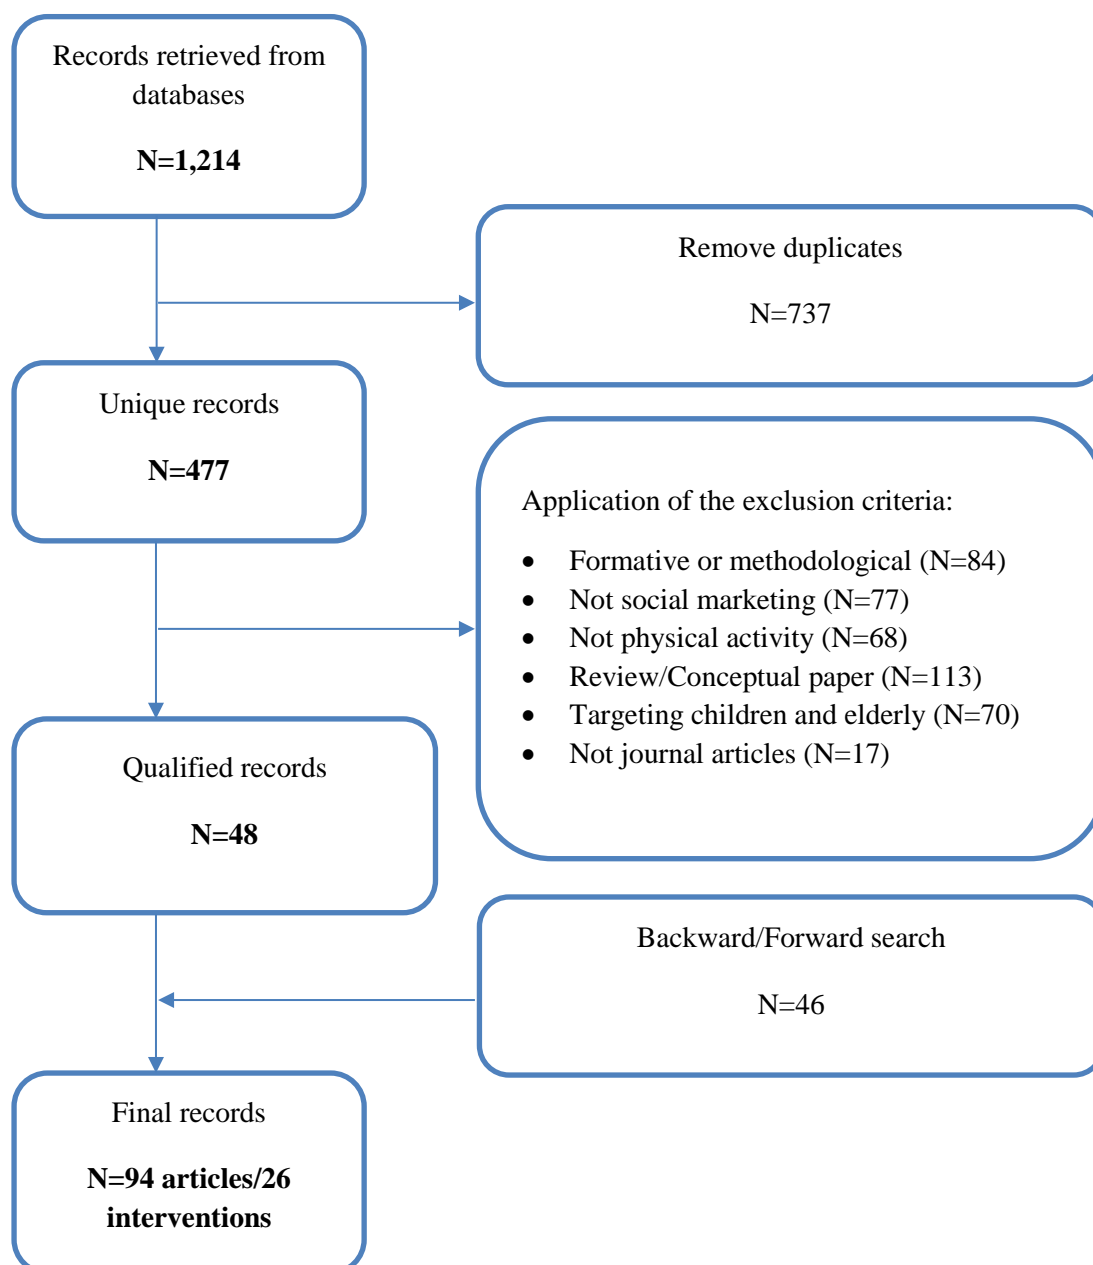 Records retrieved from
databases
N=1,214
Remove duplicates
N=737
Unique records
N=477
Application of the exclusion criteria:
• Formative or methodological (N=84)
• Not social marketing (N=77)
• Not physical activity (N=68)
• Review/Conceptual paper (N=113)
• Targeting children and elderly (N=70)
• Not journal articles (N=17)
Qualified records
N=48
Backward/Forward search
N=46
Final records
N=94 articles/26
interventions